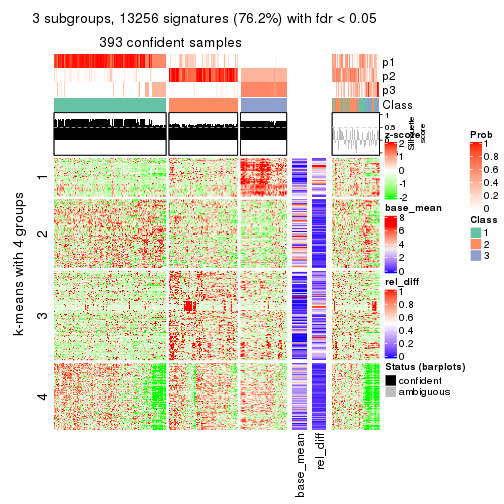 3 subgroups, 13256 signatures (76.2%) with fdr < 0.05
393 confident samples
p1
p2
p3
Class
1
0.5
0
Silhouette
score
z-score
2
1
0
-1
-2
Prob
1
0.8
0.6
0.4
0.2
0
base_mean
8
6
4
2
0
Class
1
2
3
rel_diff
1
0.8
0.6
0.4
0.2
0
Status (barplots)
confident
ambiguous
k-means with 4 groups
1
2
3
4
base_mean
rel_diff